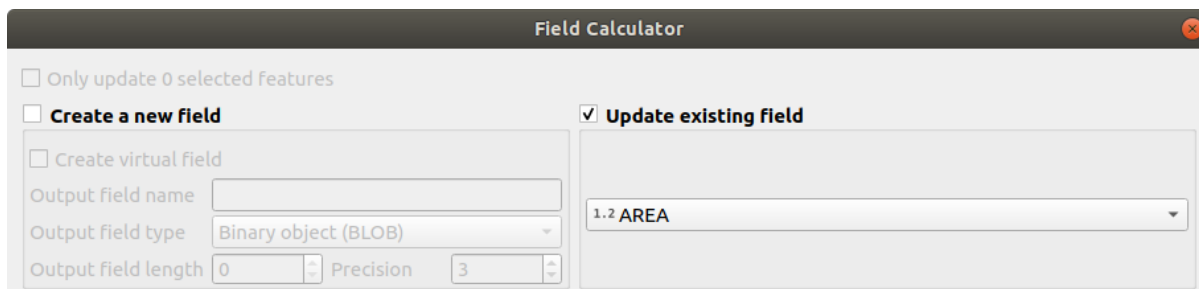 Field Calculator
Only update 0 selected features
Create a new field
Update existing field
Create virtual field
Output field name
1.2 AREA
Output field type Binary object (BLOB)
Output field length 0 Precision 3